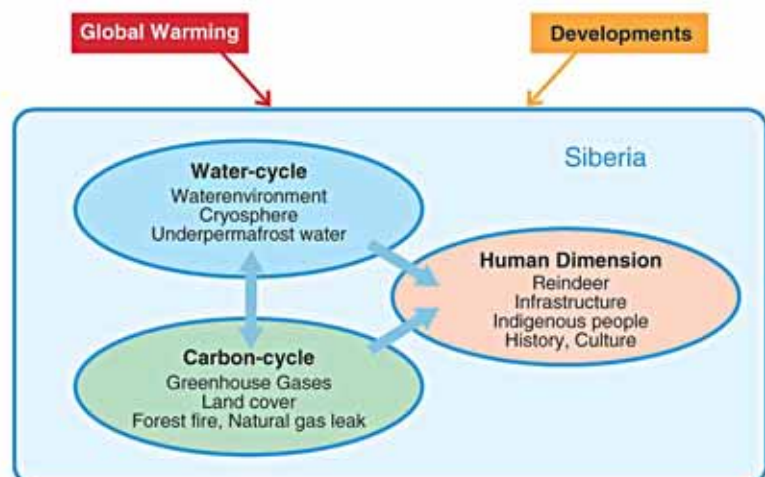 Global Warming
Developments
Siberia
Water-cycle
Waterenvironment
Cryosphere
Underpermafrost water
Human Dimension
Reindeer
Infrastructure
Indigenous people
History, Culture
Carbon-cycle
Greenhouse Gases
Land cover
Forest fire, Natural gas leak